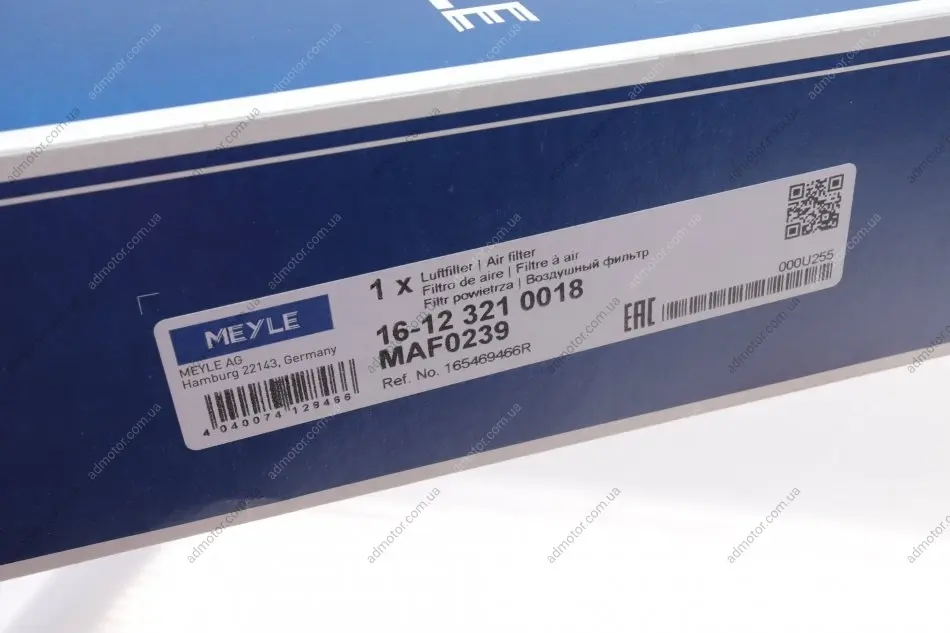 LE
MEYLE
MEYLE AG
Hamburg 22143, Germany
4 040074 129466
1 x
Luftfilter | Air filter
Filtro de aire | Filtre à air
Filtr powietrza | Воздушный фильтр
16-12 321 0018
MAF0239
Ref. No. 165469466R
EAC
000U255
admotor.com.ua